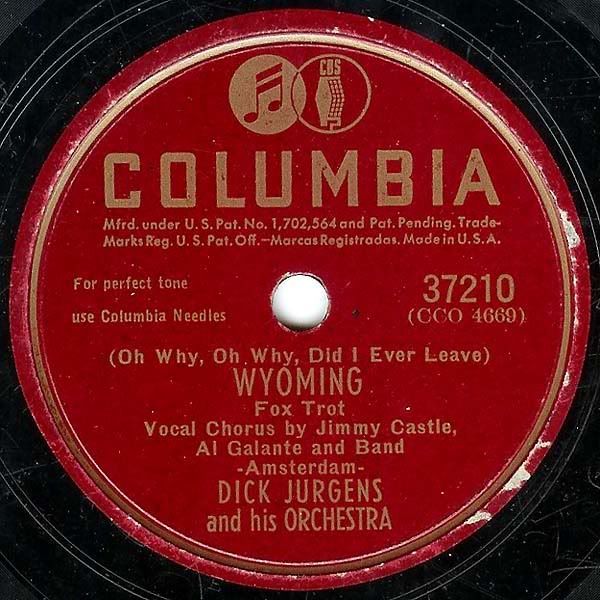 CBS
COLUMBIA
Mfrd. under U.S. Pat. No. 1,702,564 and Pat. Pending. Trade-
Marks Reg. U.S. Pat. Off.—Marcas Registradas. Made in U.S.A.
For perfect tone
use Columbia Needles
37210
(CCO 4669)
(Oh Why, Oh Why, Did I Ever Leave)
WYOMING
Fox Trot
Vocal Chorus by Jimmy Castle,
Al Galante and Band
-Amsterdam-
DICK JURGENS
and his ORCHESTRA